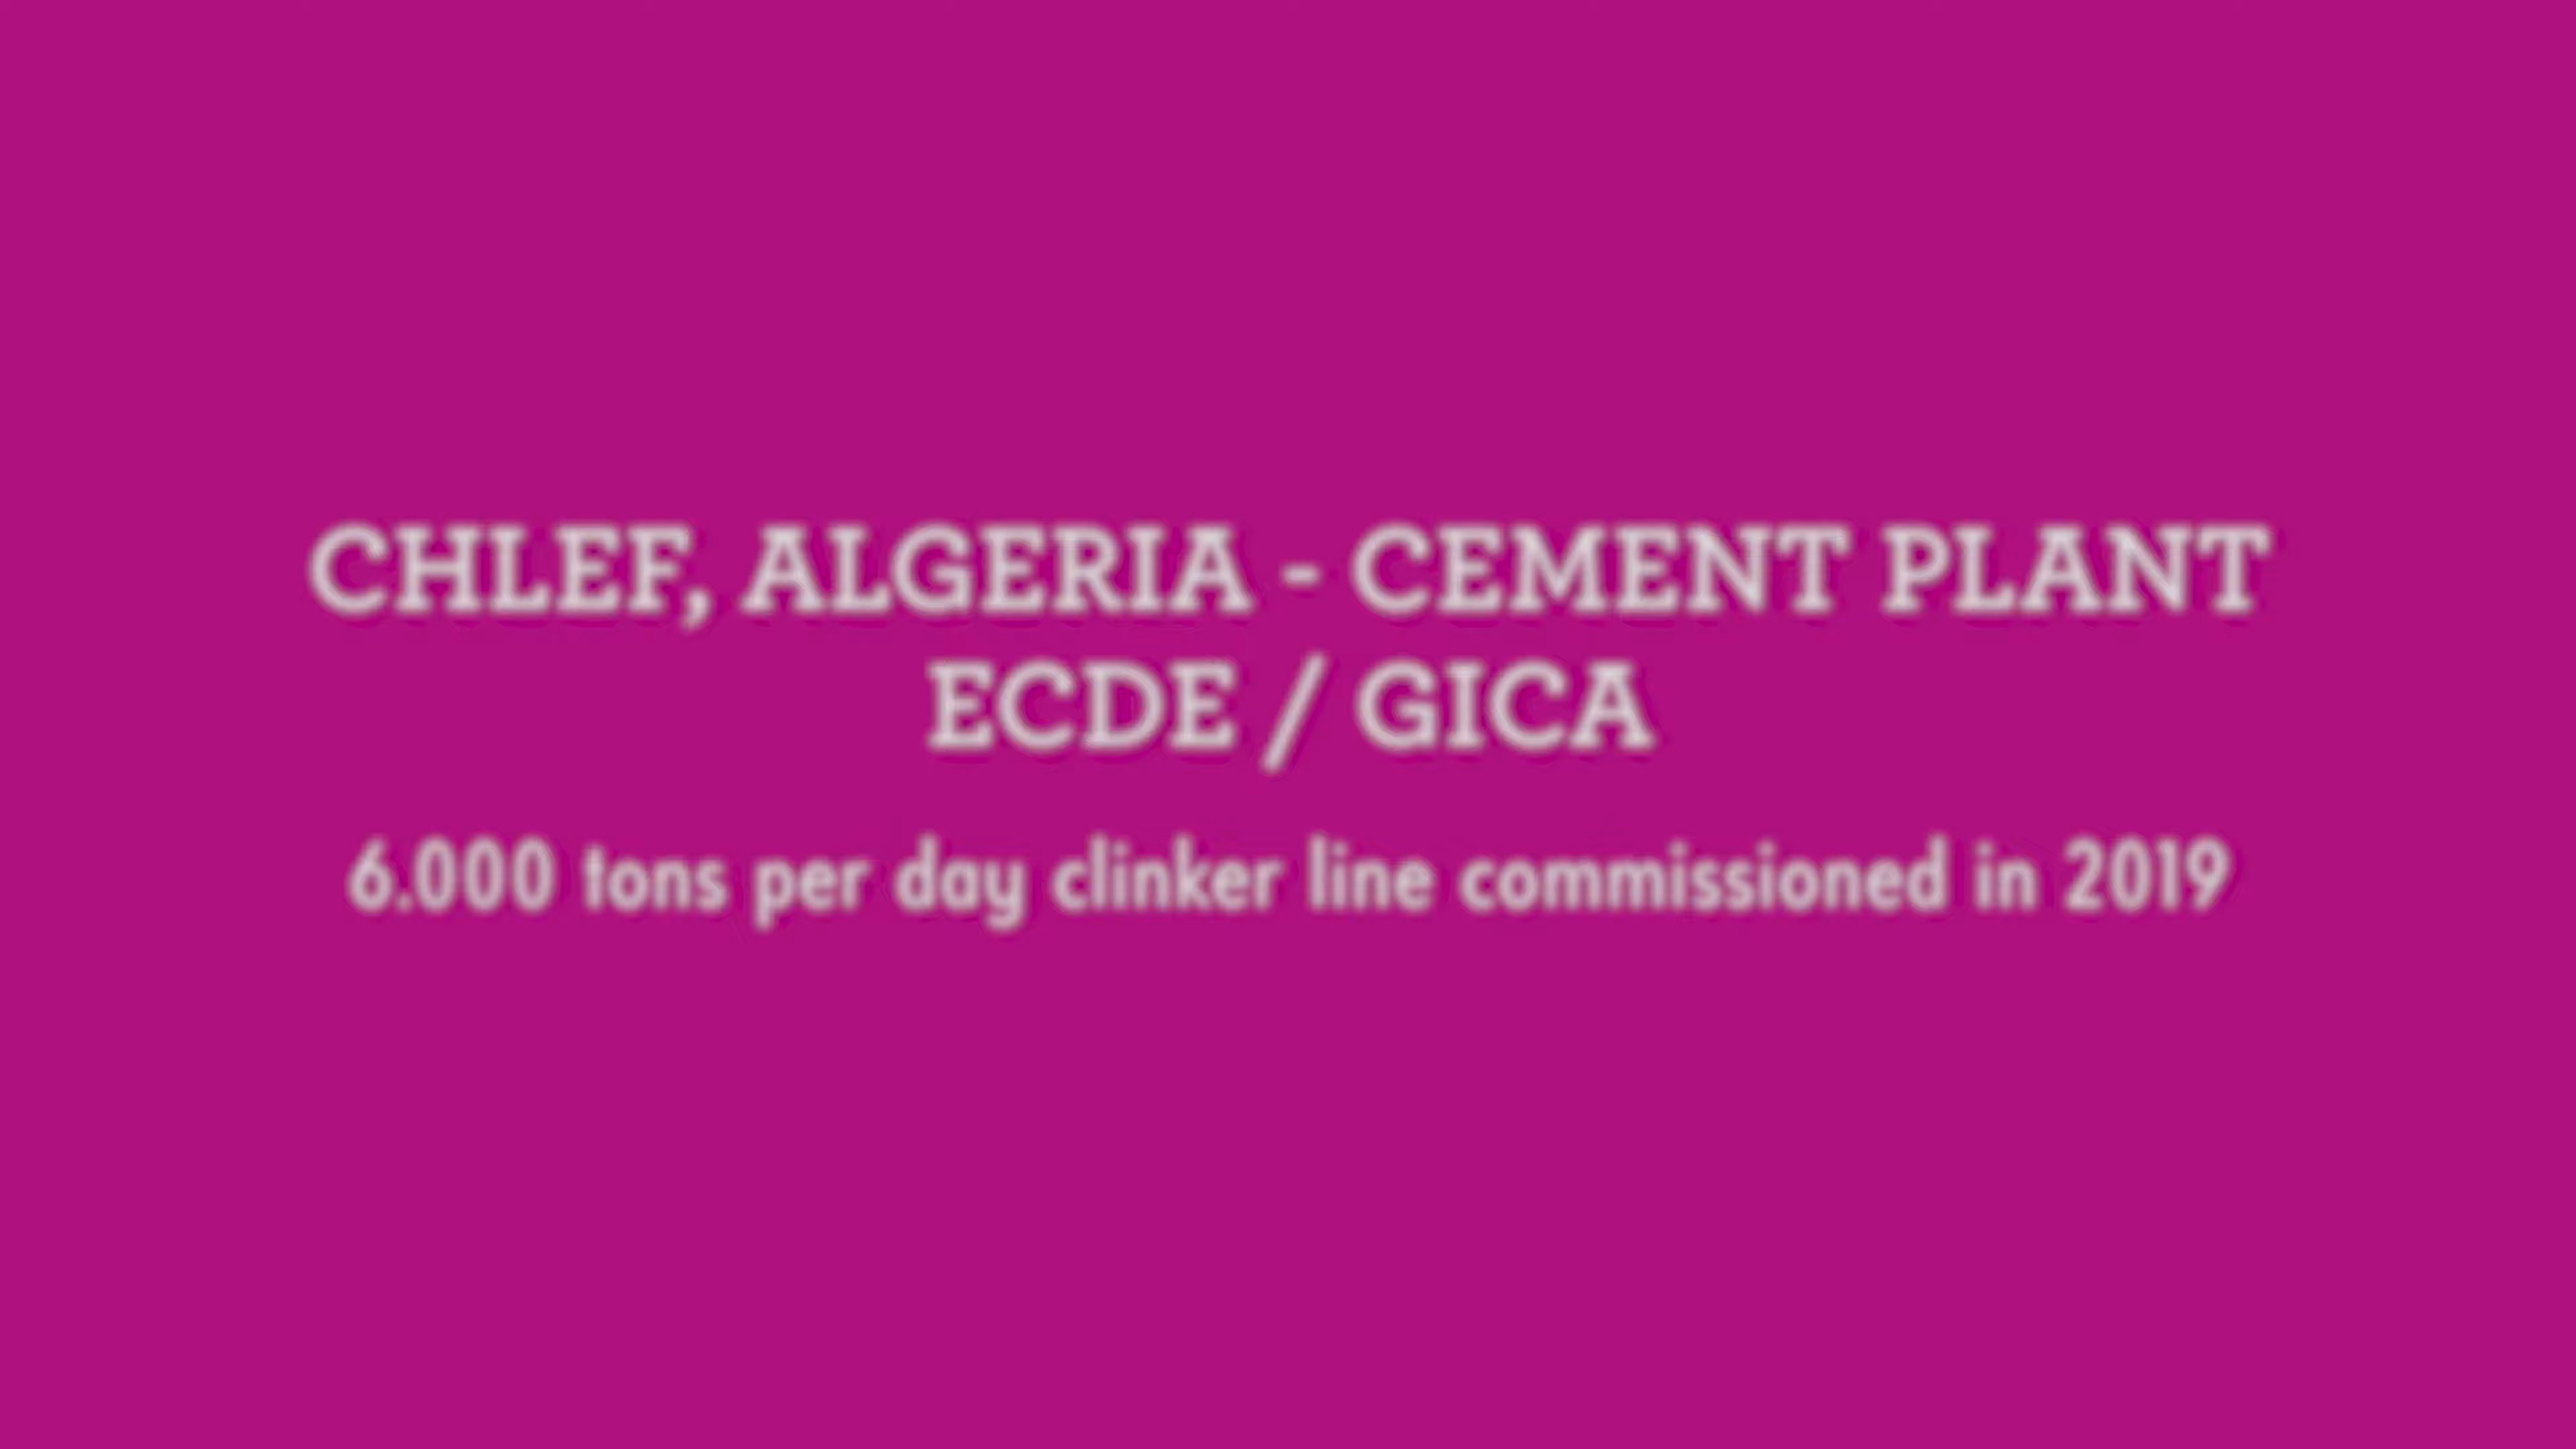 CHLEF, ALGERIA - CEMENT PLANT
ECDE / GICA
6.000 tons per day clinker line commissioned in 2019